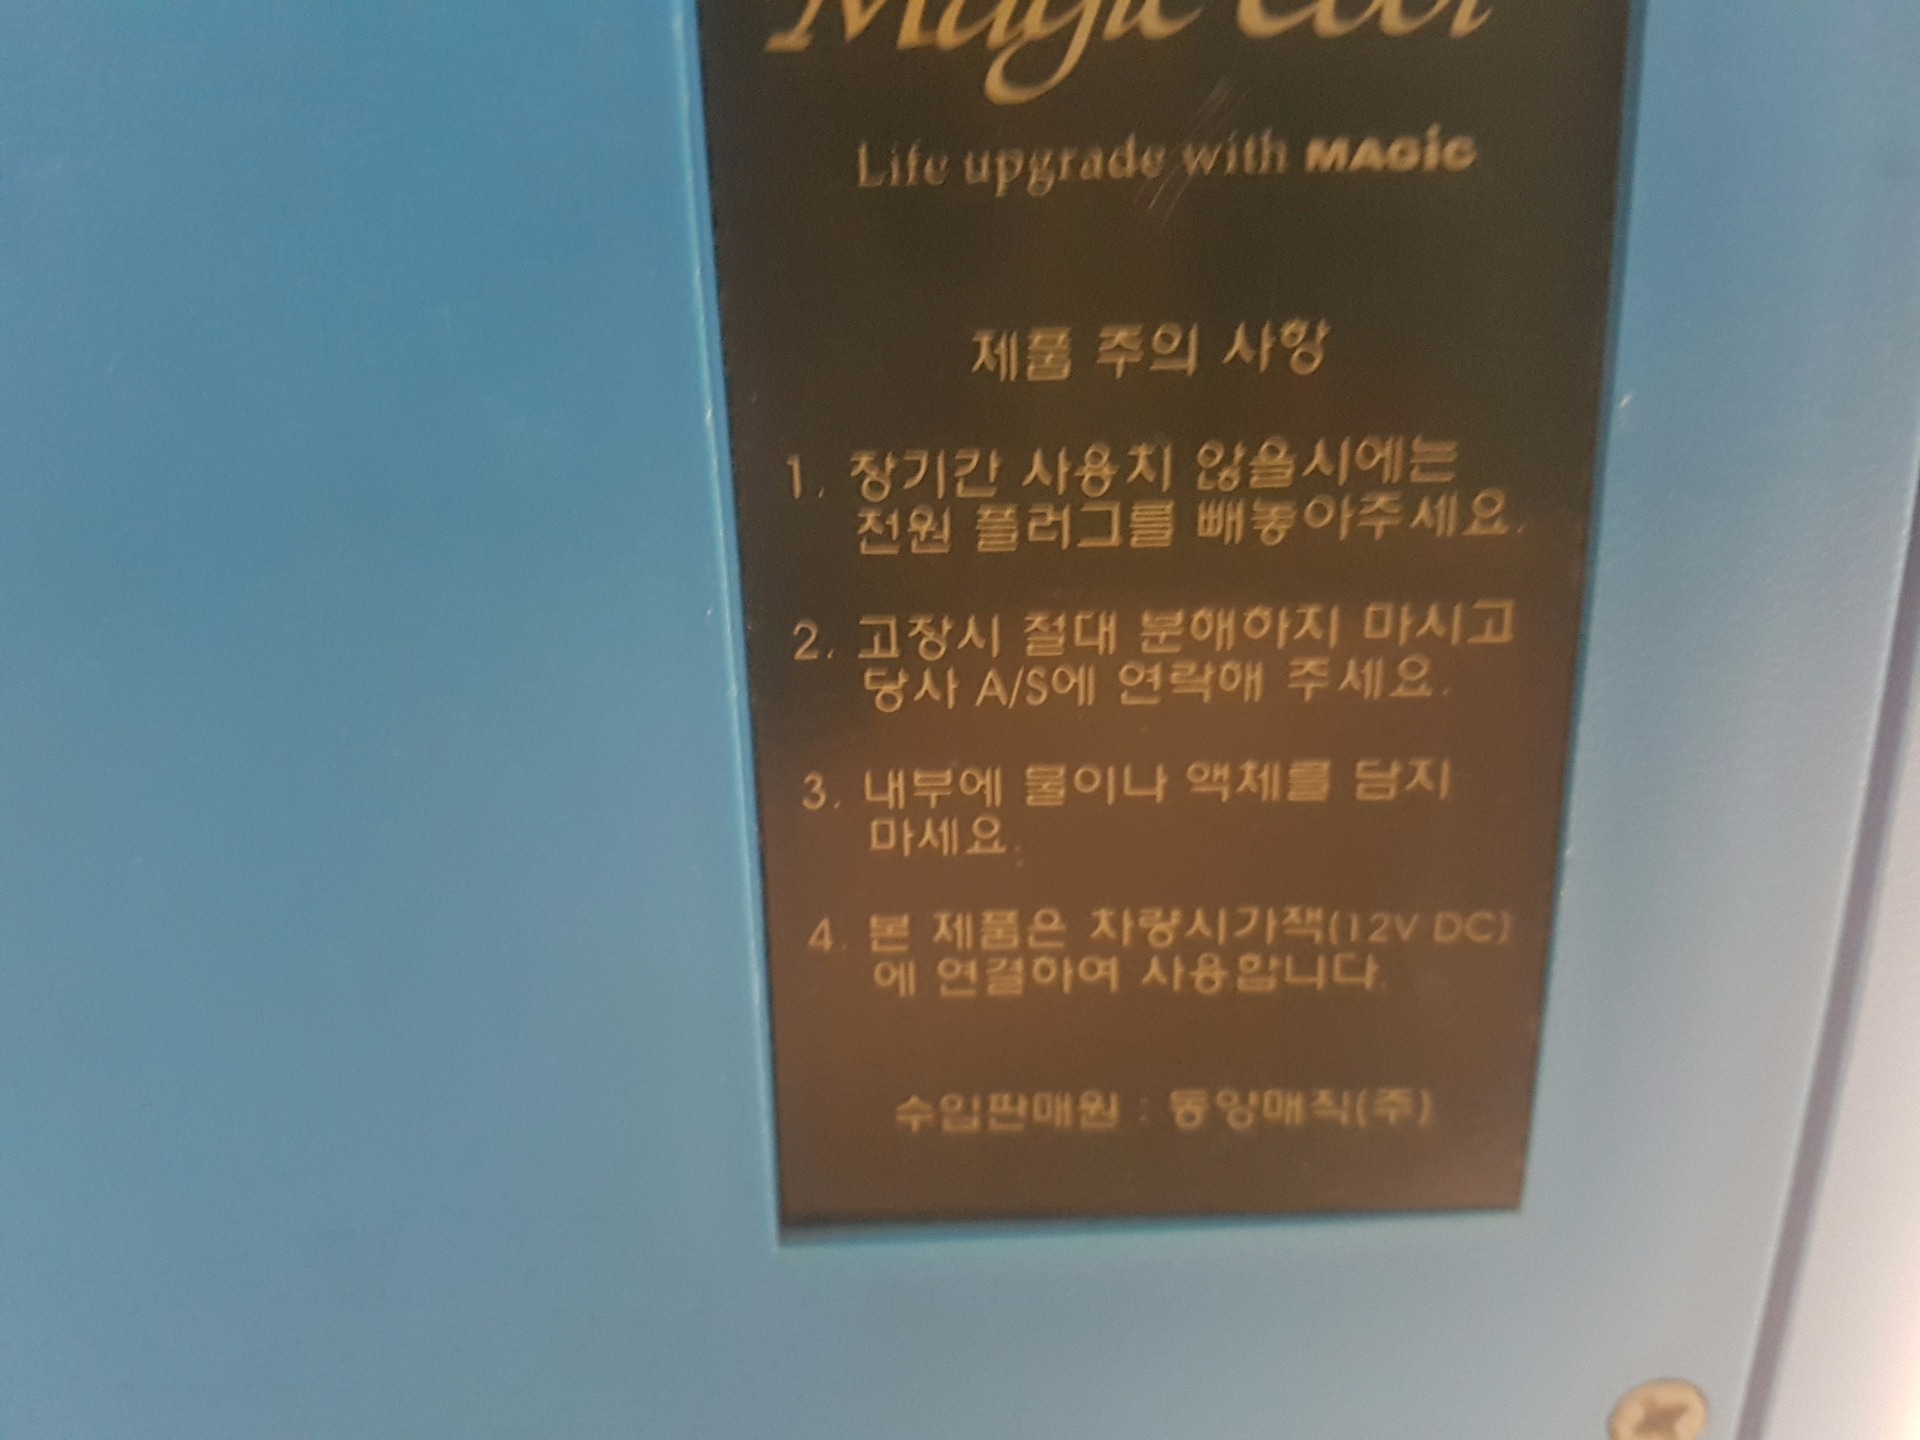 Magic Cool
Life upgrade with MAGIC
제품 주의 사항
1. 장기간 사용치 않을시에는
전원 플러그를 빼놓아주세요.
2. 고장시 절대 분해하지 마시고
당사 A/S에 연락해 주세요.
3. 내부에 물이나 액체를 담지
마세요.
4. 본 제품은 차량시가잭(12V DC)
에 연결하여 사용합니다.
수입판매원 : 동양매직(주)